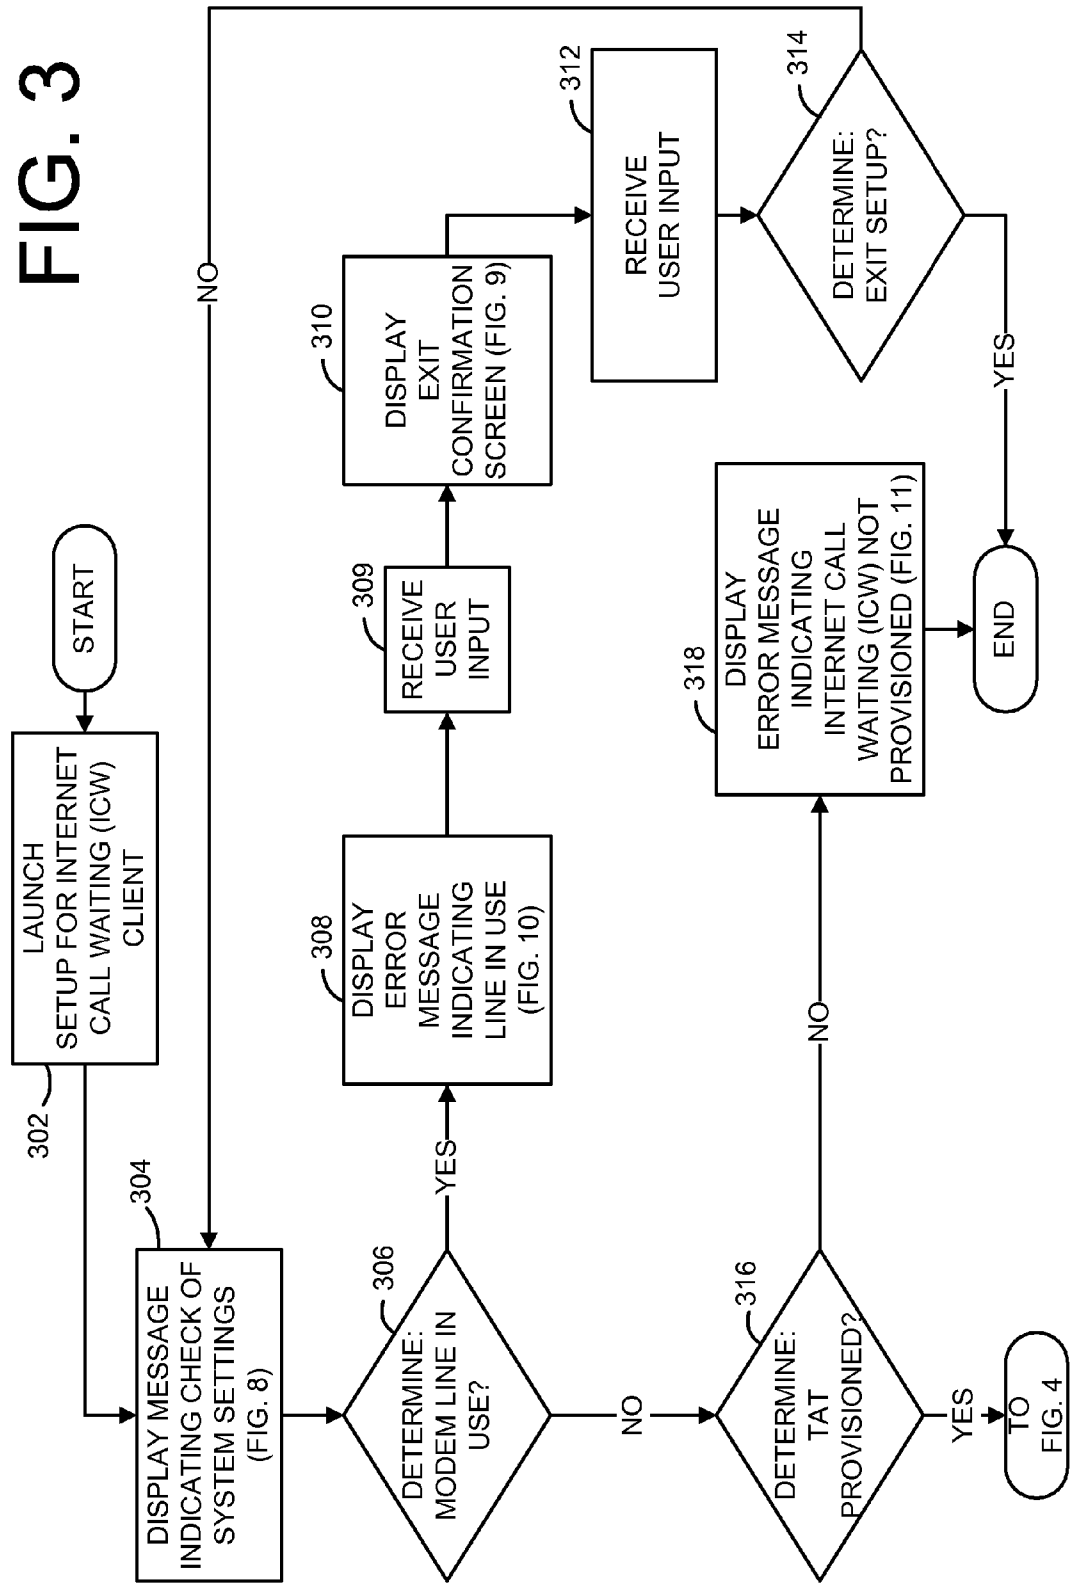 FIG. 3
START
302
LAUNCH
SETUP FOR INTERNET
CALL WAITING (ICW)
CLIENT
304
DISPLAY MESSAGE
INDICATING CHECK OF
SYSTEM SETTINGS
(FIG. 8)
NO
306
DETERMINE:
MODEM LINE IN
USE?
YES
308
DISPLAY
ERROR
MESSAGE
INDICATING
LINE IN USE
(FIG. 10)
309
RECEIVE
USER
INPUT
310
DISPLAY
EXIT
CONFIRMATION
SCREEN (FIG. 9)
312
RECEIVE
USER INPUT
314
DETERMINE:
EXIT SETUP?
YES
NO
316
DETERMINE:
TAT
PROVISIONED?
NO
318
DISPLAY
ERROR MESSAGE
INDICATING
INTERNET CALL
WAITING (ICW) NOT
PROVISIONED (FIG. 11)
END
YES
TO
FIG. 4